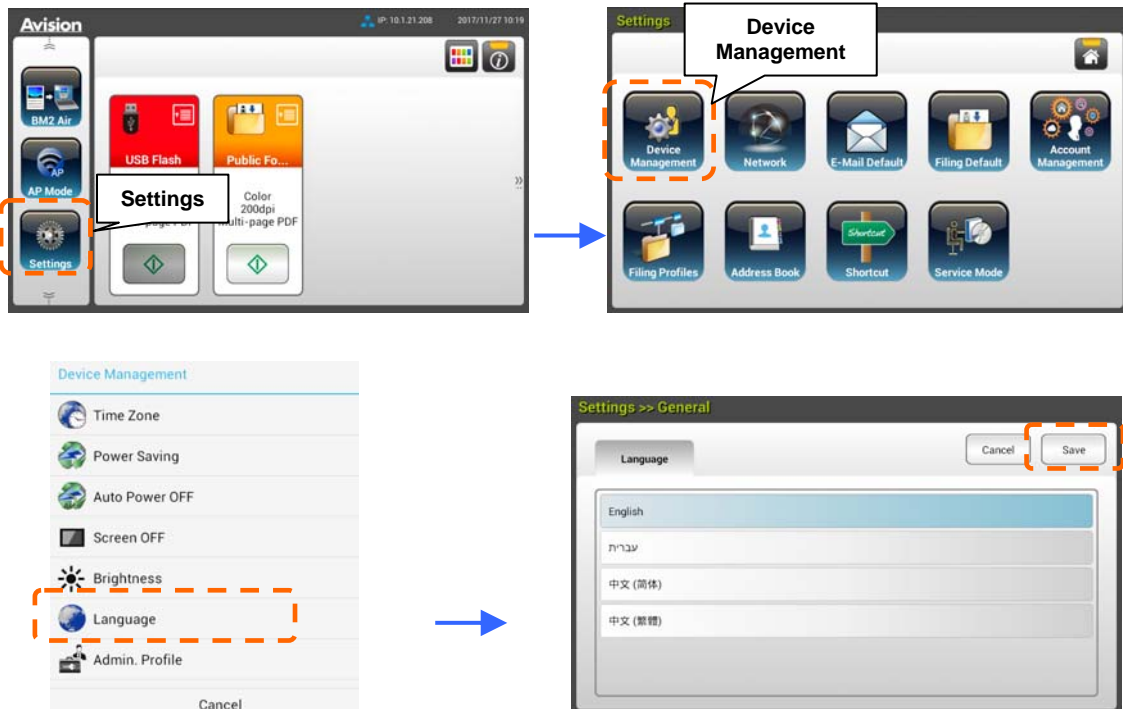 Avision
IP: 10.1.21.208
2017/11/27 10:19
BM2 Air
AP
AP Mode
Settings
USB Flash
Public Fo...
Settings
Color
200dpi
Multi-page PDF
Settings
Device
Management
Device
Management
Network
E-Mail Default
Filing Default
Account
Management
Filing Profiles
Address Book
Shortcut
Shortcut
Service Mode
Device Management
Time Zone
Power Saving
Auto Power OFF
Screen OFF
Brightness
Language
Admin. Profile
Cancel
Settings >> General
Language
Cancel
Save
English
עברית
中文 (简体)
中文 (繁體)